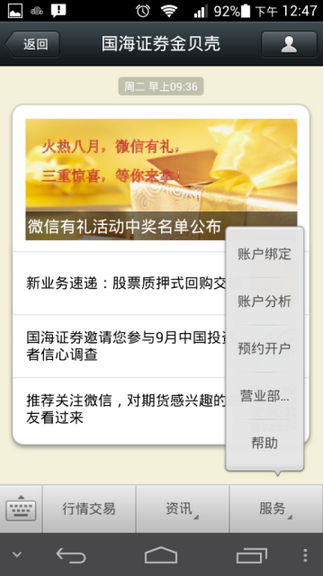 92% 下午 12:47
返回
国海证券金贝壳
周二 早上09:36
火热八月，微信有礼，
三重惊喜，等你来拿！
微信有礼活动中奖名单公布
新业务速递：股票质押式回购交
国海证券邀请您参与9月中国投资
者信心调查
推荐关注微信，对期货感兴趣的
友看过来
账户绑定
账户分析
预约开户
营业部...
帮助
行情交易
资讯
服务